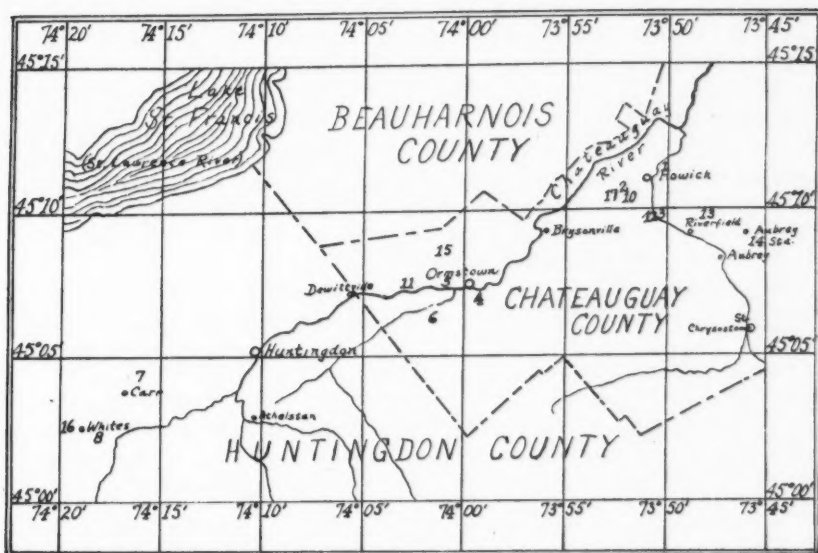 74°20' 74°15' 74°10' 74°05' 74°00' 73°55' 73°50' 73°45'
45°15' 45°15'
Lake
St. Francis
(St. Lawrence River)
BEAUHARNOIS
COUNTY
Chateauguay
River
1
Howick
17 2
10
45°10' 45°10'
3 13
Riverfield
Aubrey
14 Sta.
Aubrey
Brysonville
15
Ormstown
Dewittville
11 5
4
6
CHATEAUGUAY
COUNTY
St.
Chrysostom
45°05' 45°05'
Huntingdon
7
Carr
16 Whites
8
Athelstan
HUNTINGDON COUNTY
45°00' 45°00'
74°20' 74°15' 74°10' 74°05' 74°00' 73°55' 73°50' 73°45'